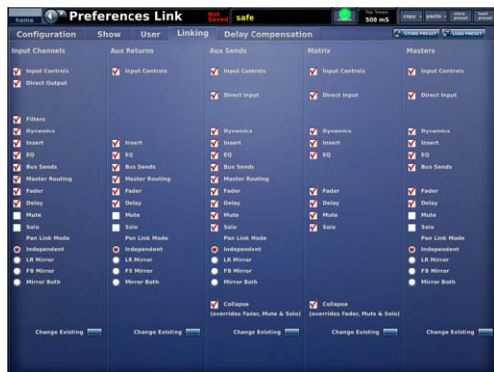 home Preferences Link Not Saved safe Tap Tempo 500 mS copy paste store preset load preset
Configuration Show User Linking Delay Compensation STORE PRESET LOAD PRESET
Input Channels Aux Returns Aux Sends Matrix Masters
Input Controls Input Controls Input Controls Input Controls Input Controls
Direct Output
Direct Input Direct Input Direct Input
Filters
Dynamics Dynamics Dynamics Dynamics
Insert Insert Insert Insert Insert
EQ EQ EQ EQ EQ
Bus Sends Bus Sends Bus Sends Bus Sends
Master Routing Master Routing Master Routing
Fader Fader Fader Fader Fader
Delay Delay Delay Delay Delay
Mute Mute Mute Mute Mute
Solo Solo Solo Solo Solo
Pan Link Mode Pan Link Mode Pan Link Mode Pan Link Mode
Independent Independent Independent Independent
LR Mirror LR Mirror LR Mirror LR Mirror
FB Mirror FB Mirror FB Mirror FB Mirror
Mirror Both Mirror Both Mirror Both Mirror Both
Collapse Collapse
(overrides Fader, Mute & Solo) (overrides Fader, Mute & Solo)
Change Existing Change Existing Change Existing Change Existing Change Existing